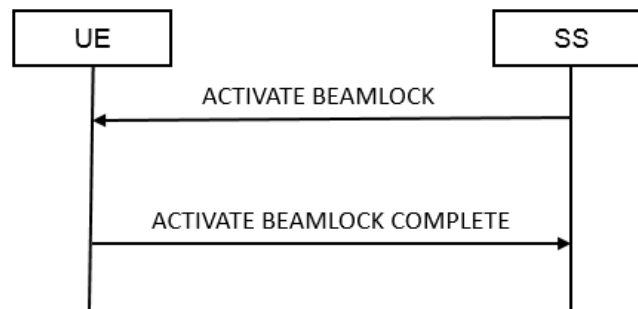 UE
SS
ACTIVATE BEAMLOCK
ACTIVATE BEAMLOCK COMPLETE